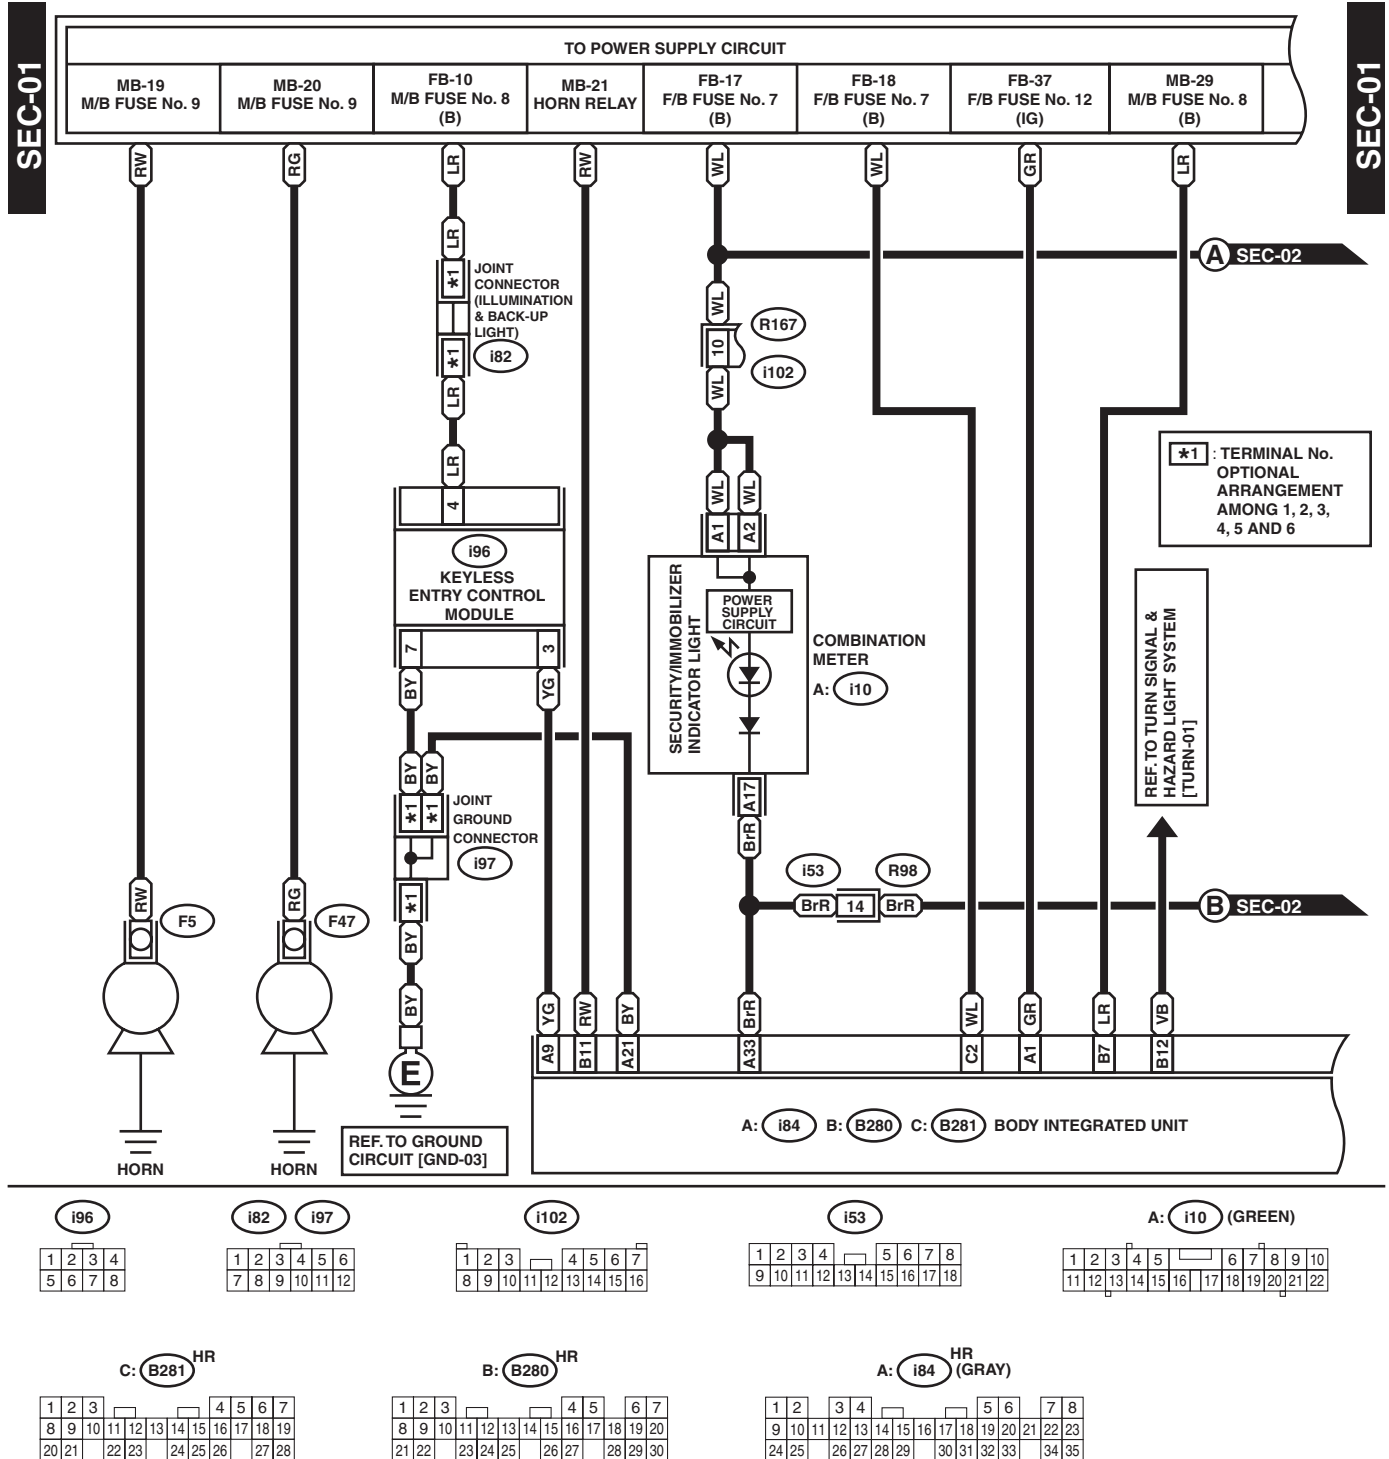 SEC-01
SEC-01
TO POWER SUPPLY CIRCUIT
MB-19
M/B FUSE No. 9
MB-20
M/B FUSE No. 9
FB-10
M/B FUSE No. 8
(B)
MB-21
HORN RELAY
FB-17
F/B FUSE No. 7
(B)
FB-18
F/B FUSE No. 7
(B)
FB-37
F/B FUSE No. 12
(IG)
MB-29
M/B FUSE No. 8
(B)
RW
RG
LR
RW
WL
WL
GR
LR
LR
*1
JOINT
CONNECTOR
(ILLUMINATION
& BACK-UP
LIGHT)
*1
i82
LR
LR
4
i96
KEYLESS
ENTRY CONTROL
MODULE
7
3
BY
YG
BY
BY
*1
*1
JOINT
GROUND
CONNECTOR
i97
*1
BY
BY
E
REF. TO GROUND
CIRCUIT [GND-03]
A SEC-02
WL
R167
10
i102
WL
WL
WL
A1
A2
POWER
SUPPLY
CIRCUIT
SECURITY/IMMOBILIZER
INDICATOR LIGHT
COMBINATION
METER
A: i10
A17
BrR
i53
R98
BrR
14
BrR
B SEC-02
*1 : TERMINAL No.
OPTIONAL
ARRANGEMENT
AMONG 1, 2, 3,
4, 5 AND 6
REF. TO TURN SIGNAL &
HAZARD LIGHT SYSTEM
[TURN-01]
RW
F5
RG
F47
HORN
HORN
YG
RW
BY
BrR
WL
GR
LR
VB
A9
B11
A21
A33
C2
A1
B7
B12
A: i84 B: B280 C: B281 BODY INTEGRATED UNIT
i96
1 2 3 4
5 6 7 8
i82 i97
1 2 3 4 5 6
7 8 9 10 11 12
i102
1 2 3 4 5 6 7
8 9 10 11 12 13 14 15 16
i53
1 2 3 4 5 6 7 8
9 10 11 12 13 14 15 16 17 18
A: i10 (GREEN)
1 2 3 4 5 6 7 8 9 10
11 12 13 14 15 16 17 18 19 20 21 22
C: B281 HR
1 2 3 4 5 6 7
8 9 10 11 12 13 14 15 16 17 18 19
20 21 22 23 24 25 26 27 28
B: B280 HR
1 2 3 4 5 6 7
8 9 10 11 12 13 14 15 16 17 18 19 20
21 22 23 24 25 26 27 28 29 30
A: i84 HR
(GRAY)
1 2 3 4 5 6 7 8
9 10 11 12 13 14 15 16 17 18 19 20 21 22 23
24 25 26 27 28 29 30 31 32 33 34 35